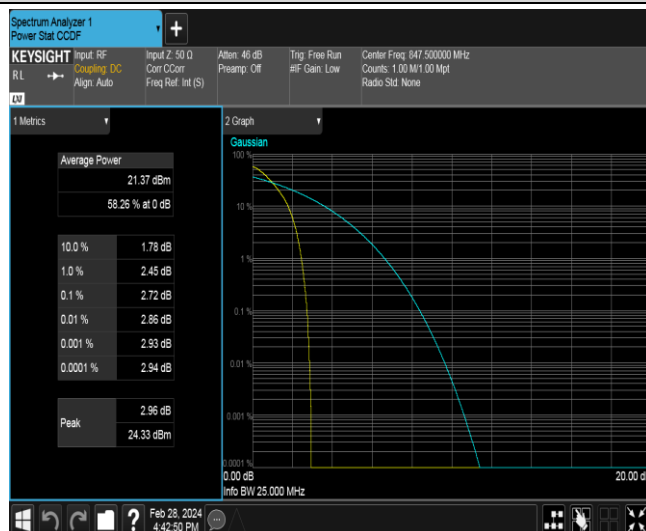 Spectrum Analyzer 1
Power Stat CCDF
KEYSIGHT Input: RF Input Z: 50 Ω Atten: 46 dB Trig: Free Run Center Freq: 847.500000 MHz
RL Coupling: DC Corr CCorr Preamp: Off #IF Gain: Low Counts: 1.00 M/1.00 Mpt
Align: Auto Freq Ref: Int (S) Radio Std: None
LXI
1 Metrics
Average Power
21.37 dBm
58.26 % at 0 dB
10.0 % 1.78 dB
1.0 % 2.45 dB
0.1 % 2.72 dB
0.01 % 2.86 dB
0.001 % 2.93 dB
0.0001 % 2.94 dB
Peak 2.96 dB
24.33 dBm
2 Graph
Gaussian
100 %
10 %
1 %
0.1 %
0.01 %
0.001 %
0.0001 %
0.00 dB 20.00 d
Info BW 25.000 MHz
Feb 28, 2024
4:42:50 PM